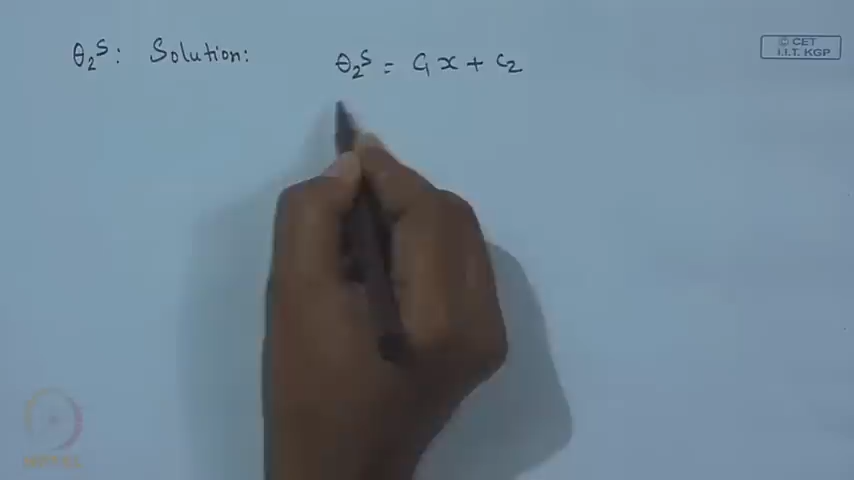 θ₂ˢ: Solution: θ₂ˢ = C₁x + C₂
© CET
I.I.T. KGP